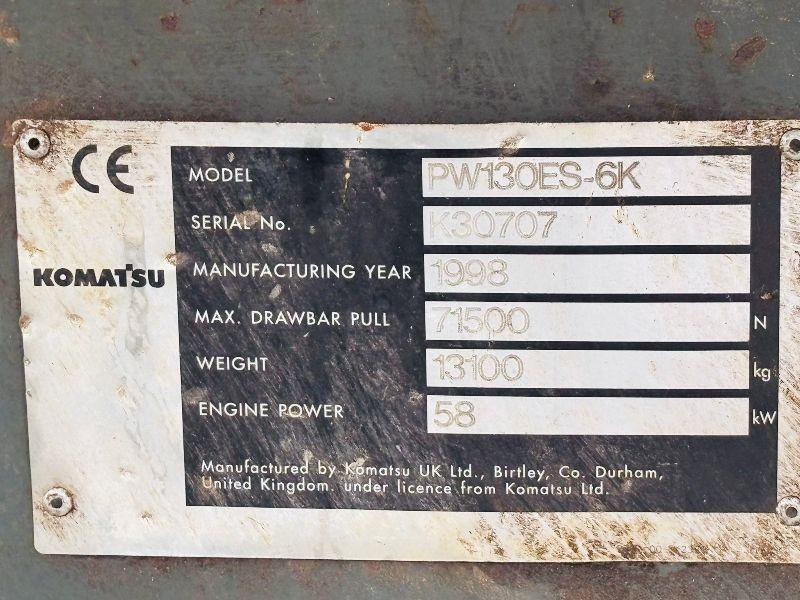 CE
KOMATSU
MODEL PW130ES-6K
SERIAL No. K30707
MANUFACTURING YEAR 1998
MAX. DRAWBAR PULL 71500 N
WEIGHT 13100 kg
ENGINE POWER 58 kW
Manufactured by Komatsu UK Ltd., Birtley, Co. Durham,
United Kingdom. under licence from Komatsu Ltd.